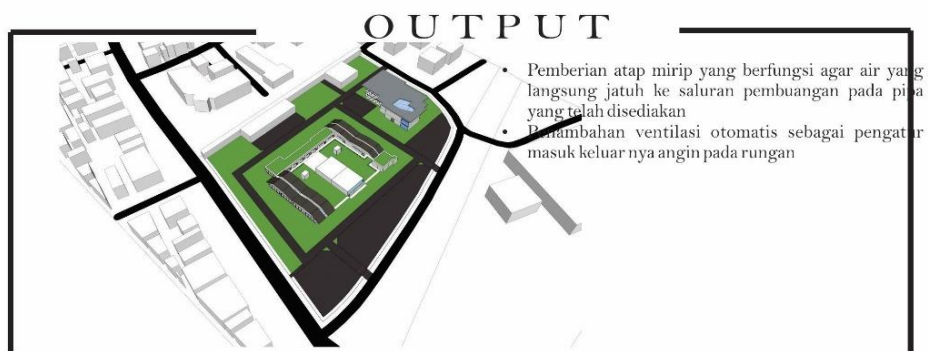 OUTPUT
• Pemberian atap mirip yang berfungsi agar air yang
langsung jatuh ke saluran pembuangan pada pipa
yang telah disediakan
• Penambahan ventilasi otomatis sebagai pengatur
masuk keluar nya angin pada rungan